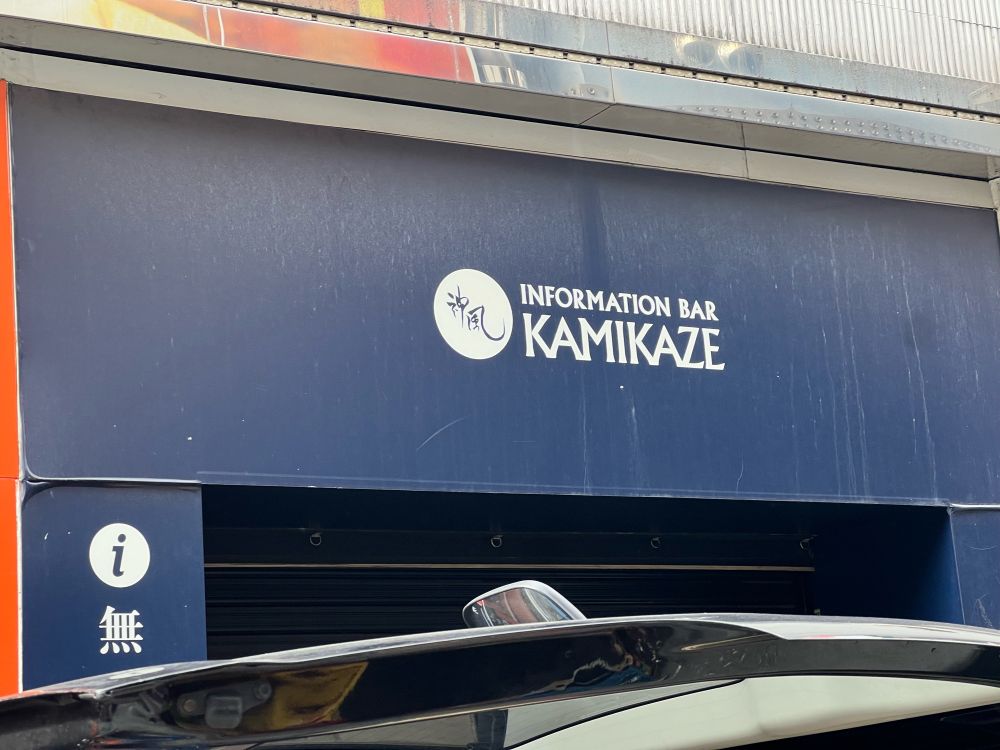 神風
INFORMATION BAR
KAMIKAZE
i
無